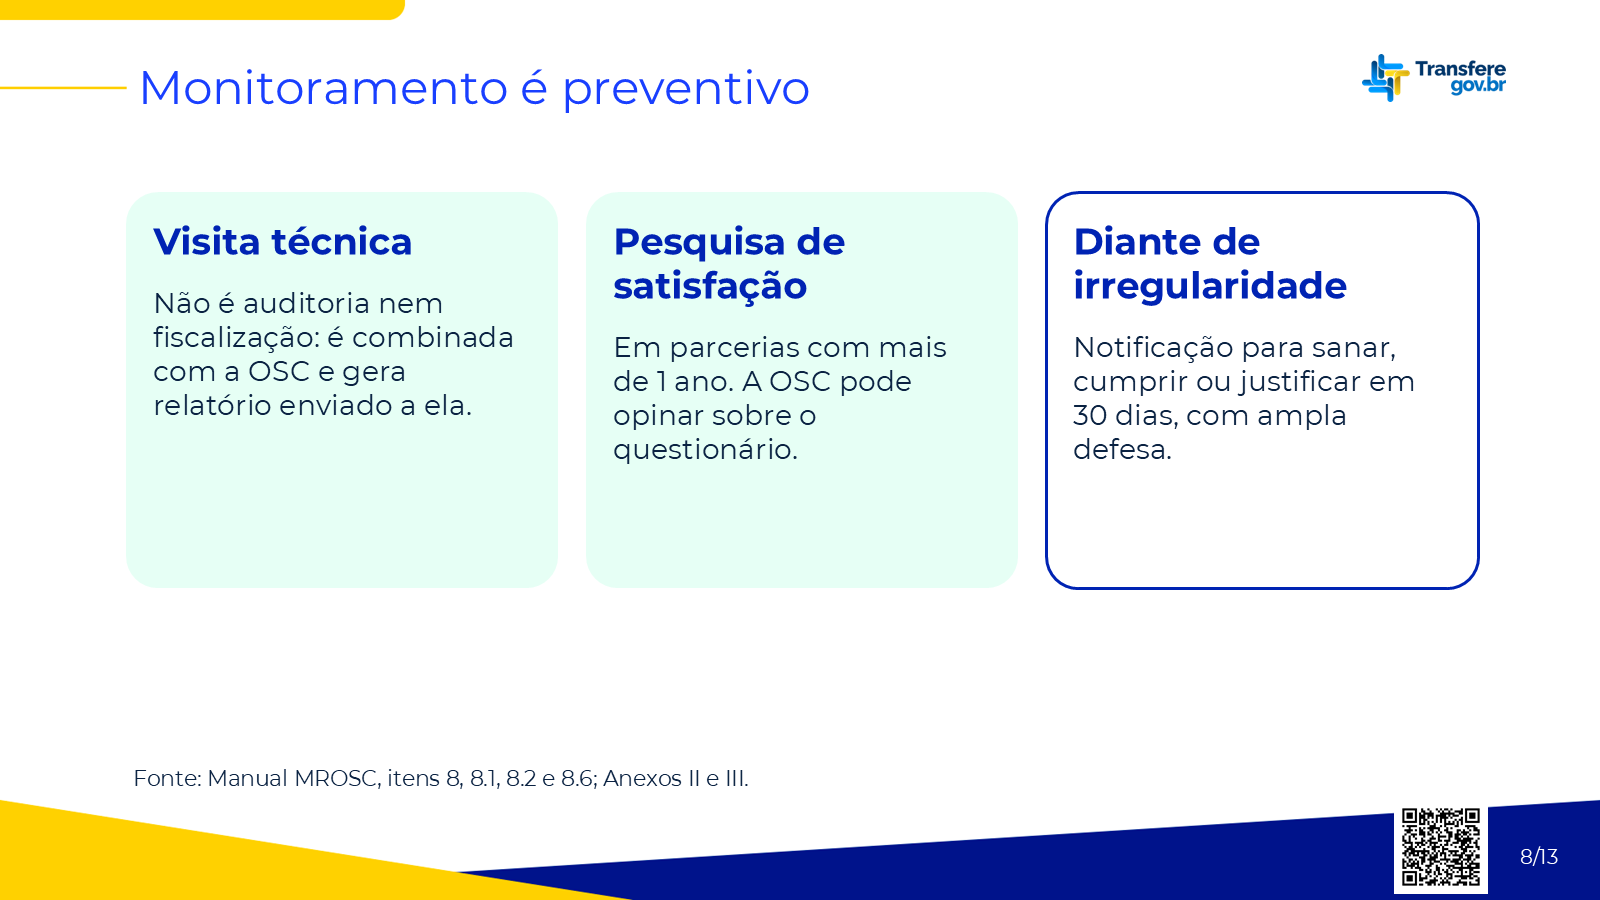 Monitoramento é preventivo
Transfere
gov.br
Visita técnica
Não é auditoria nem
fiscalização: é combinada
com a OSC e gera
relatório enviado a ela.
Pesquisa de
satisfação
Em parcerias com mais
de 1 ano. A OSC pode
opinar sobre o
questionário.
Diante de
irregularidade
Notificação para sanar,
cumprir ou justificar em
30 dias, com ampla
defesa.
Fonte: Manual MROSC, itens 8, 8.1, 8.2 e 8.6; Anexos II e III.
8/13